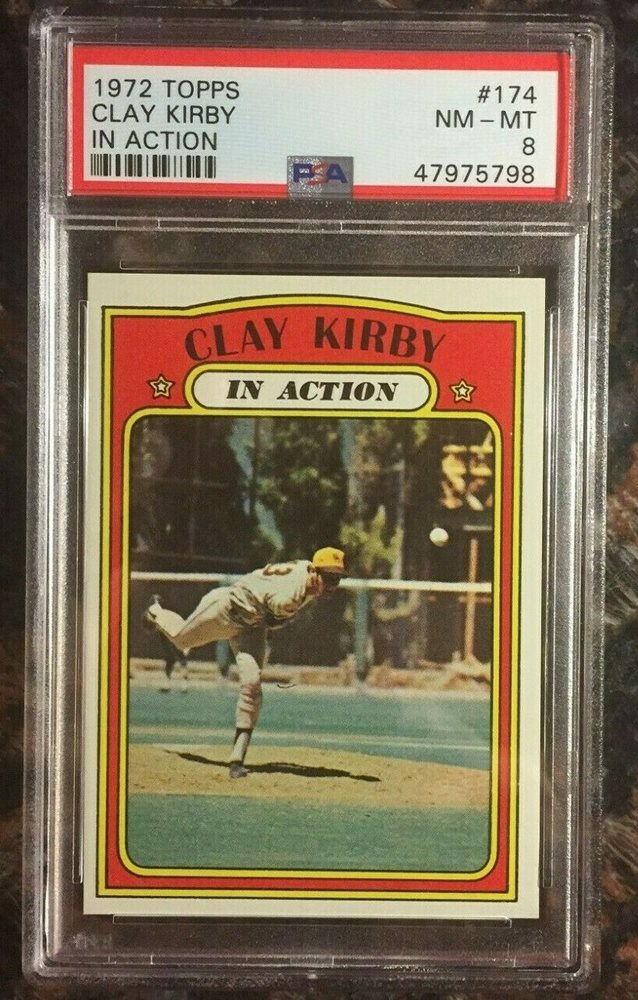 1972 TOPPS #174
CLAY KIRBY NM-MT
IN ACTION 8
PSA 47975798
CLAY KIRBY
IN ACTION